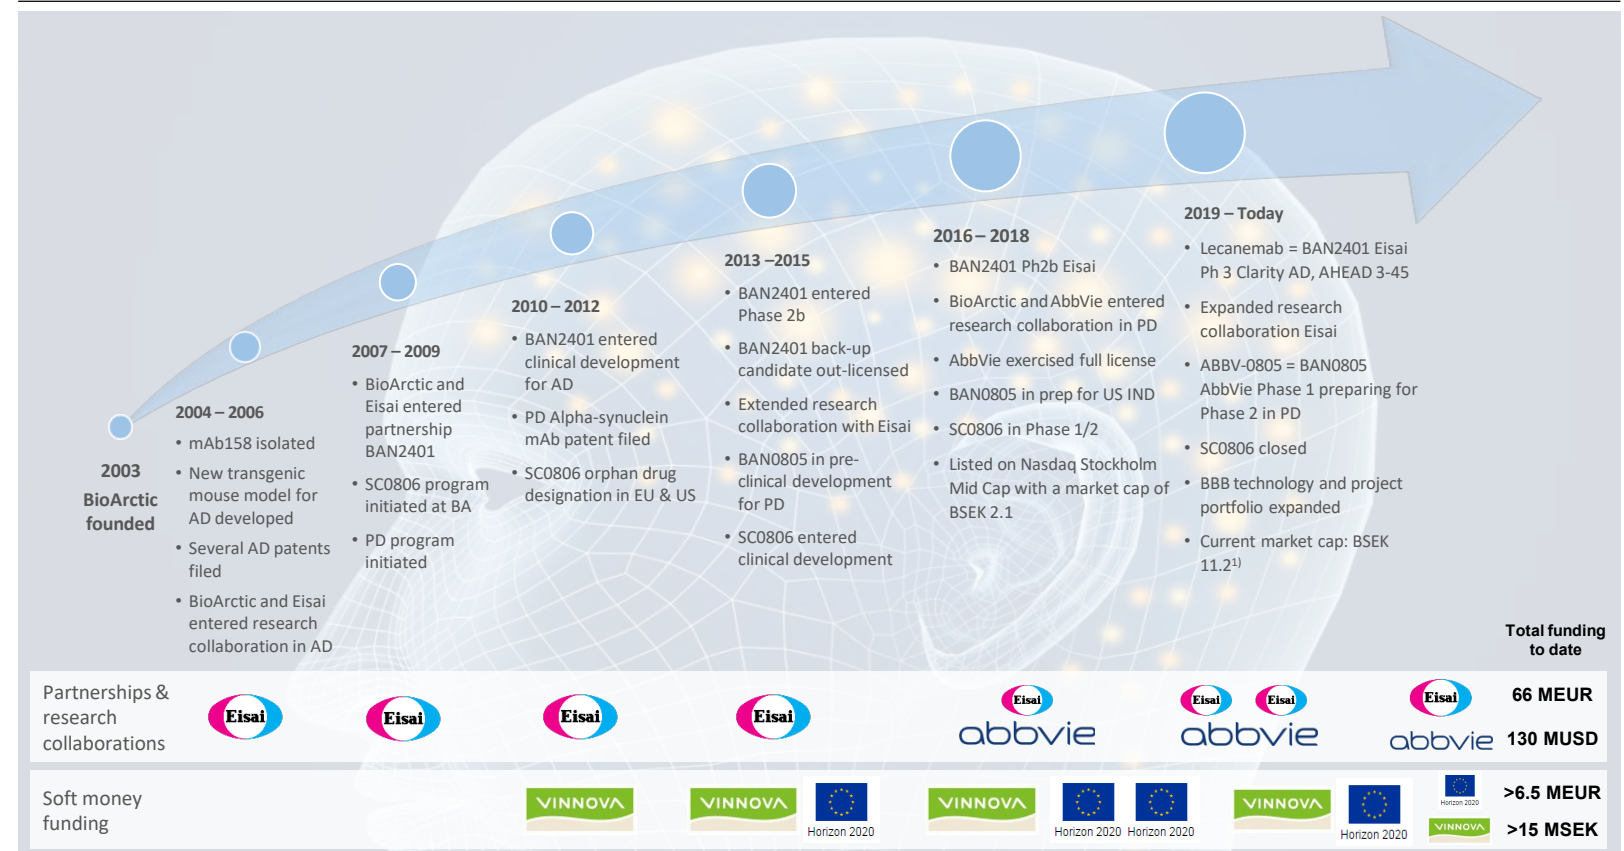 2003
BioArctic
founded
2004 – 2006
• mAb158 isolated
• New transgenic
mouse model for
AD developed
• Several AD patents
filed
• BioArctic and Eisai
entered research
collaboration in AD
2007 – 2009
• BioArctic and
Eisai entered
partnership
BAN2401
• SC0806 program
initiated at BA
• PD program
initiated
2010 – 2012
• BAN2401 entered
clinical development
for AD
• PD Alpha-synuclein
mAb patent filed
• SC0806 orphan drug
designation in EU & US
2013 –2015
• BAN2401 entered
Phase 2b
• BAN2401 back-up
candidate out-licensed
• Extended research
collaboration with Eisai
• BAN0805 in pre-
clinical development
for PD
• SC0806 entered
clinical development
2016 – 2018
• BAN2401 Ph2b Eisai
• BioArctic and AbbVie entered
research collaboration in PD
• AbbVie exercised full license
• BAN0805 in prep for US IND
• SC0806 in Phase 1/2
• Listed on Nasdaq Stockholm
Mid Cap with a market cap of
BSEK 2.1
2019 – Today
• Lecanemab = BAN2401 Eisai
Ph 3 Clarity AD, AHEAD 3-45
• Expanded research
collaboration Eisai
• ABBV-0805 = BAN0805
AbbVie Phase 1 preparing for
Phase 2 in PD
• SC0806 closed
• BBB technology and project
portfolio expanded
• Current market cap: BSEK
11.2¹⁾
Total funding
to date
Partnerships &
research
collaborations
Eisai
Eisai
Eisai
Eisai
Eisai
abbvie
Eisai Eisai
abbvie
Eisai 66 MEUR
abbvie 130 MUSD
Soft money
funding
VINNOVA
VINNOVA
Horizon 2020
VINNOVA
Horizon 2020 Horizon 2020
VINNOVA
Horizon 2020
Horizon 2020 >6.5 MEUR
VINNOVA >15 MSEK